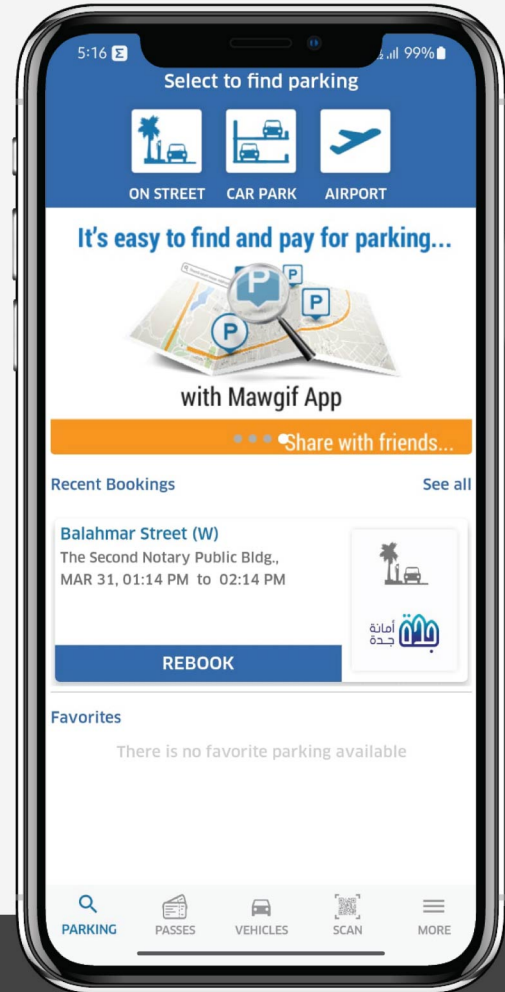 5:16
99%
Select to find parking
ON STREET
CAR PARK
AIRPORT
It's easy to find and pay for parking...
P
P
P
P
with Mawgif App
Share with friends...
Recent Bookings
See all
Balahmar Street (W)
The Second Notary Public Bldg.,
MAR 31, 01:14 PM to 02:14 PM
أمانة
جـدة
REBOOK
Favorites
There is no favorite parking available
PARKING
PASSES
VEHICLES
SCAN
MORE